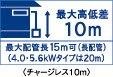 最大高低差
10m
最大配管長15m可(長配管)
(4.0・5.6kWタイプは20m)
〈チャージレス10m〉